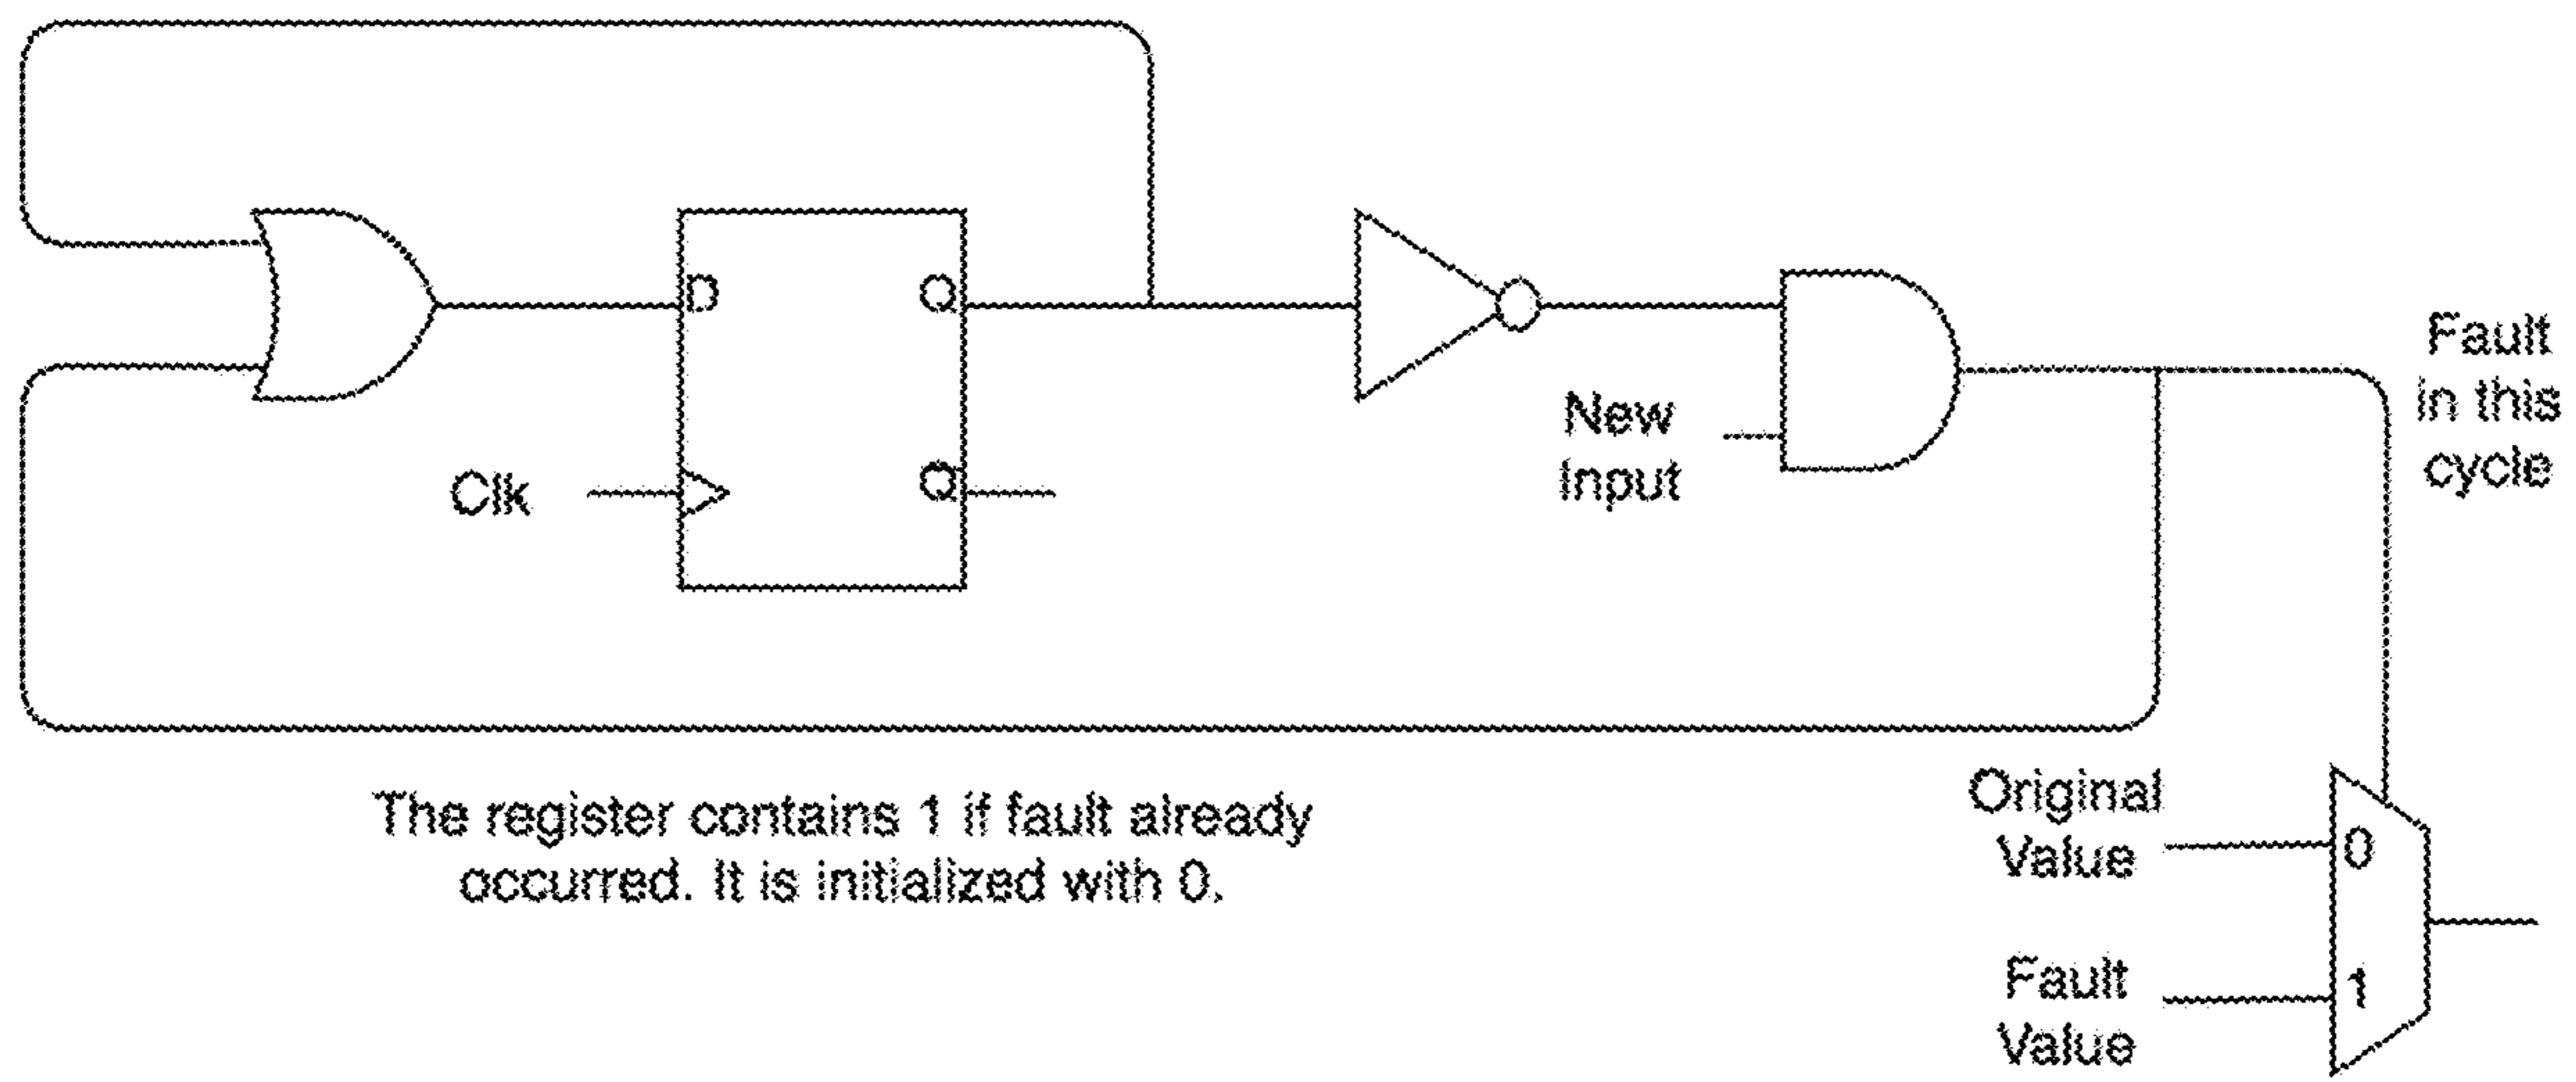 D
Q
Clk
Q
New
Input
Fault
in this
cycle
The register contains 1 if fault already
occurred. It is initialized with 0.
Original
Value
0
Fault
Value
1